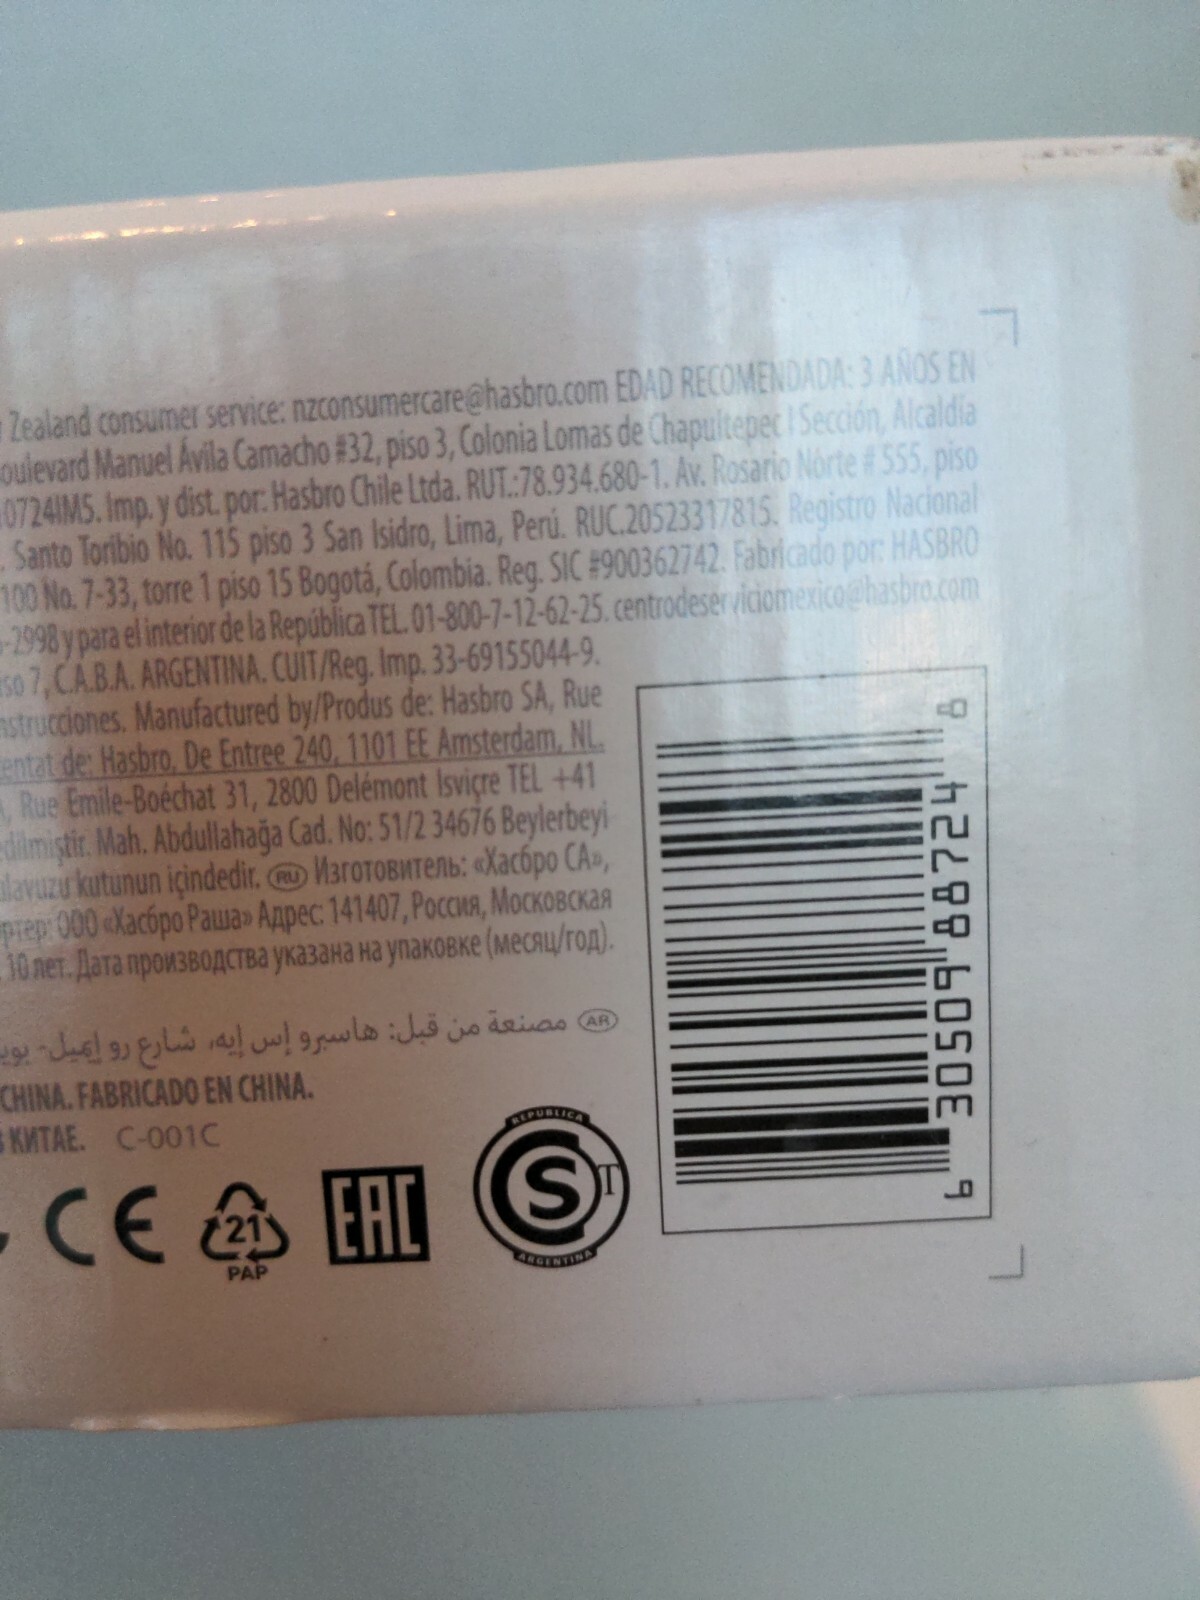 Zealand consumer service: nzconsumercare@hasbro.com EDAD RECOMENDADA: 3 AÑOS EN
oulevard Manuel Ávila Camacho #32, piso 3, Colonia Lomas de Chapultepec I Sección, Alcaldía
0724IM5. Imp. y dist. por: Hasbro Chile Ltda. RUT.:78.934.680-1. Av. Rosario Norte # 555, piso
. Santo Toribio No. 115 piso 3 San Isidro, Lima, Perú. RUC.20523317815. Registro Nacional
100 No. 7-33, torre 1 piso 15 Bogotá, Colombia. Reg. SIC #900362742. Fabricado por: HASBRO
-2998 y para el interior de la República TEL. 01-800-7-12-62-25. centrodeserviciomexico@hasbro.com
so 7, C.A.B.A. ARGENTINA. CUIT/Reg. Imp. 33-69155044-9.
nstrucciones. Manufactured by/Produs de: Hasbro SA, Rue
entat de: Hasbro, De Entree 240, 1101 EE Amsterdam, NL.
, Rue Emile-Boéchat 31, 2800 Delémont Isviçre TEL +41
edilmiştir. Mah. Abdullahağa Cad. No: 51/2 34676 Beylerbeyi
ılavuzu kutunun içindedir. RU Изготовитель: «Хасбро СА»,
ртер: ООО «Хасбро Раша» Адрес: 141407, Россия, Московская
10 лет. Дата производства указана на упаковке (месяц/год).
AR مصنعة من قبل: هاسبرو إس إيه، شارع رو إيميل- بوي
CHINA. FABRICADO EN CHINA.
В КИТАЕ. C-001C
CE
21
PAP
EAC
REPUBLICA
S T
ARGENTINA
6 30509 88724 8